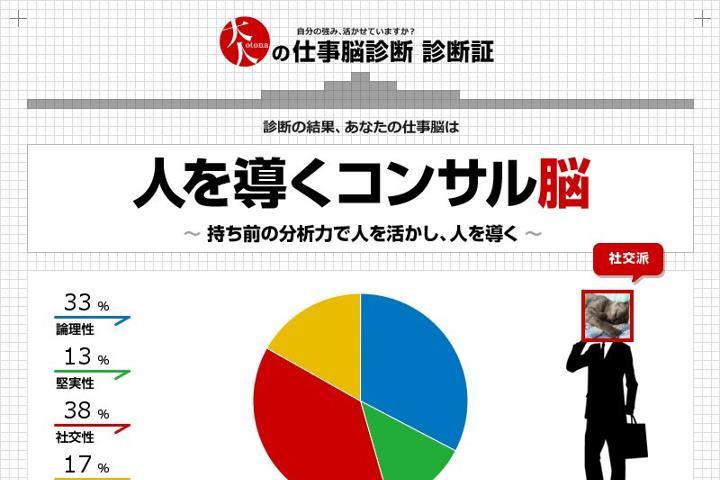 大人
otona
自分の強み、活かせていますか？
の仕事脳診断 診断証
診断の結果、あなたの仕事脳は
人を導くコンサル脳
～ 持ち前の分析力で人を活かし、人を導く ～
社交派
33 %
論理性
13 %
堅実性
38 %
社交性
17 %